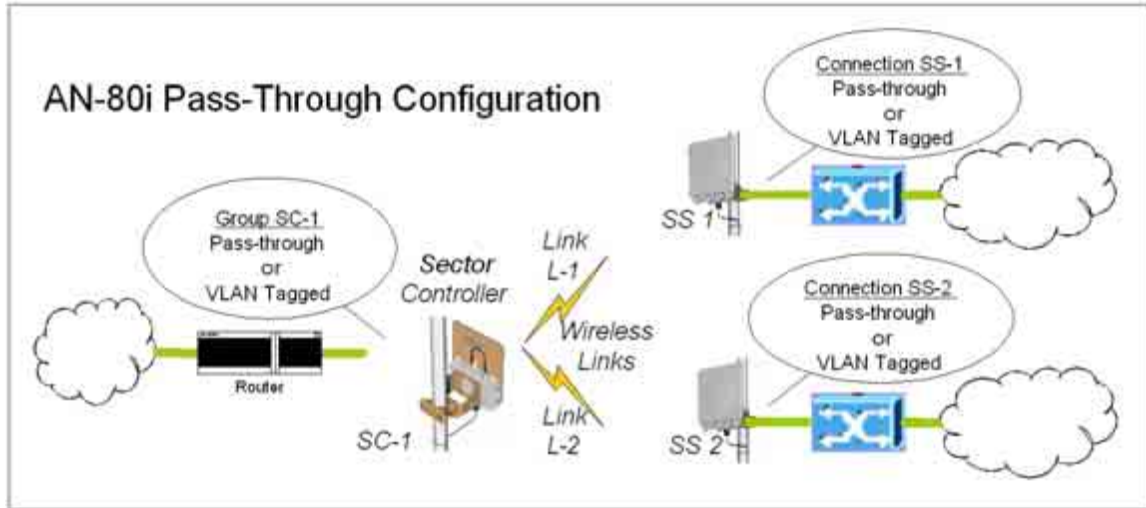 AN-80i Pass-Through Configuration
Group SC-1
Pass-through
or
VLAN Tagged
Router
Sector
Controller
SC-1
Link
L-1
Wireless
Links
Link
L-2
Connection SS-1
Pass-through
or
VLAN Tagged
SS 1
Connection SS-2
Pass-through
or
VLAN Tagged
SS 2